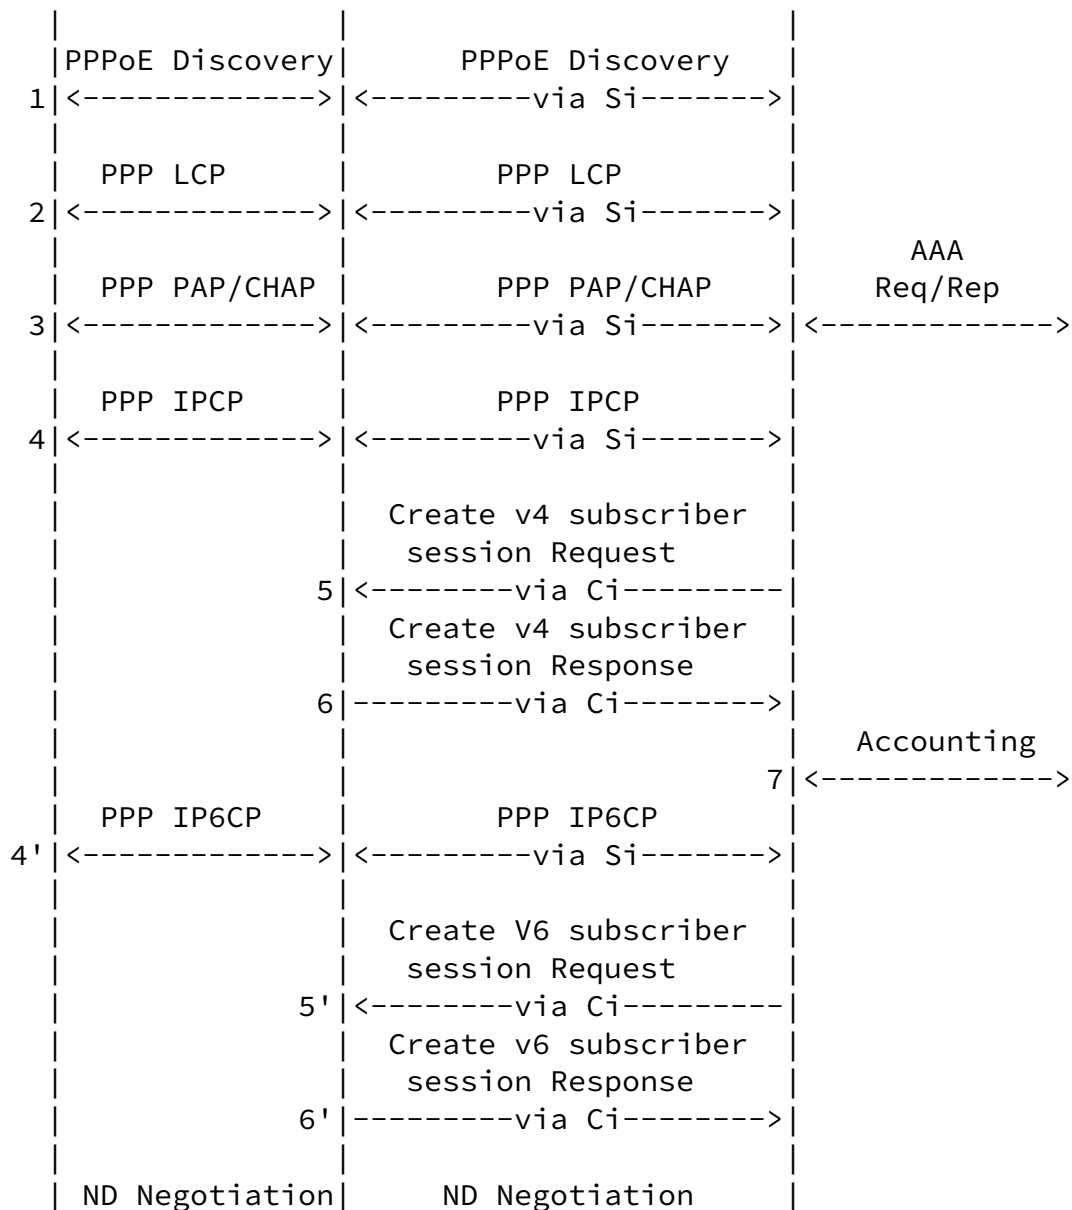 |               |                        |
     |PPPoE Discovery|      PPPoE Discovery   |
    1|<------------->|<---------via Si------->|
     |               |                        |
     |  PPP LCP      |        PPP LCP         |
    2|<------------->|<---------via Si------->|
     |               |                        |      AAA
     |  PPP PAP/CHAP |        PPP PAP/CHAP    |    Req/Rep
    3|<------------->|<---------via Si------->|<------------->
     |               |                        |
     |  PPP IPCP     |        PPP IPCP        |
    4|<------------->|<---------via Si------->|
     |               |                        |
     |               |  Create v4 subscriber  |
     |               |   session Request      |
     |              5|<--------via Ci---------|
     |               |  Create v4 subscriber  |
     |               |   session Response     |
     |              6|---------via Ci-------->|
     |               |                        |   Accounting
     |               |                       7|<------------->
     |  PPP IP6CP    |        PPP IP6CP       |
   4'|<------------->|<---------via Si------->|
     |               |                        |
     |               |  Create V6 subscriber  |
     |               |   session Request      |
     |             5'|<--------via Ci---------|
     |               |  Create v6 subscriber  |
     |               |   session Response     |
     |             6'|---------via Ci-------->|
     |               |                        |
     | ND Negotiation|     ND Negotiation     |